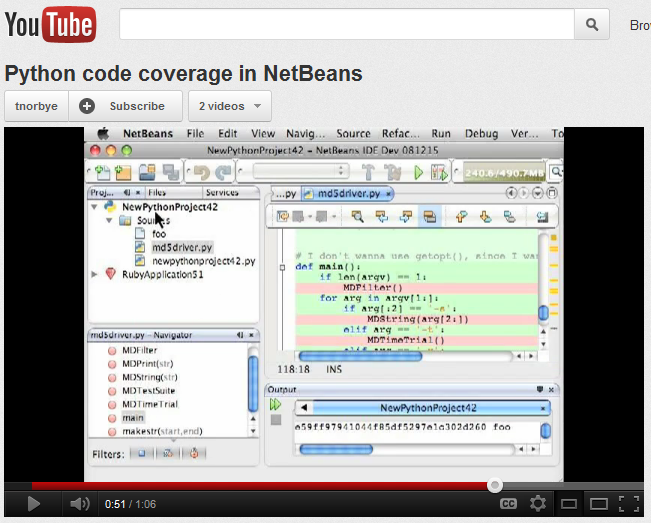 YouTube
Bro
Python code coverage in NetBeans
tnorbye Subscribe 2 videos
NetBeans File Edit View Navig... Source Refac... Run Debug Ver... To
NewPythonProject42 – NetBeans IDE Dev 081215
240.6/490.7MB
Proj... Files Services
...py md5driver.py
NewPythonProject42
Sources
foo
md5driver.py
newpythonproject42.py
RubyApplication51
# I don't wanna use getopt(), since I wa
def main():
if len(argv) == 1:
MDFilter()
for arg in argv[1:]:
if arg[:2] == '-s':
MDString(arg[2:])
elif arg == '-t':
MDTimeTrial()
118:18 INS
md5driver.py – Navigator
MDFilter
MDPrint(str)
MDString(str)
MDTestSuite
MDTimeTrial
main
makestr(start,end)
Filters:
Output
NewPythonProject42
e59ff97941044f85df5297e1c302d260 foo
0:51 / 1:06
CC